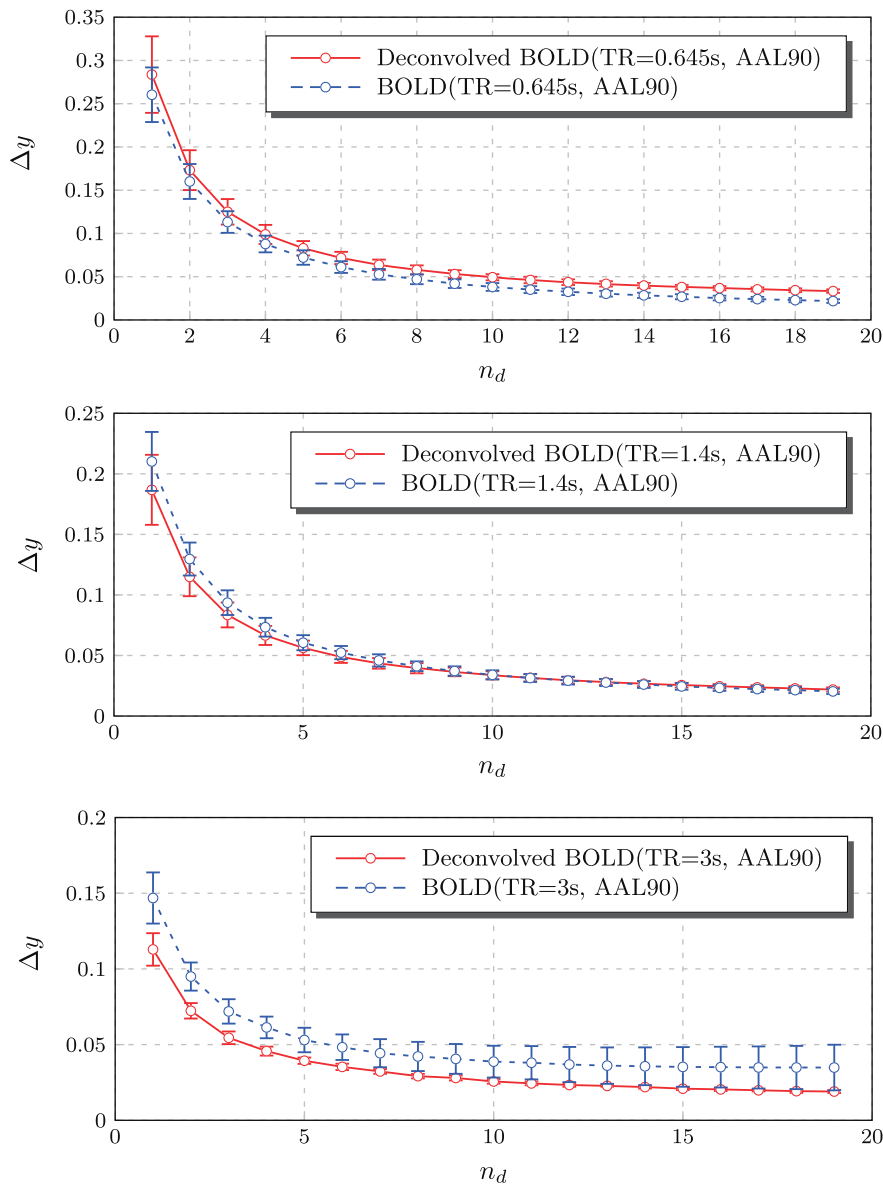 0.35
0.3
0.25
0.2
0.15
0.1
0.05
0
Δy
Deconvolved BOLD(TR=0.645s, AAL90)
BOLD(TR=0.645s, AAL90)
0 2 4 6 8 10 12 14 16 18 20
n_d
0.25
0.2
0.15
0.1
0.05
0
Δy
Deconvolved BOLD(TR=1.4s, AAL90)
BOLD(TR=1.4s, AAL90)
0 5 10 15 20
n_d
0.2
0.15
0.1
0.05
0
Δy
Deconvolved BOLD(TR=3s, AAL90)
BOLD(TR=3s, AAL90)
0 5 10 15 20
n_d